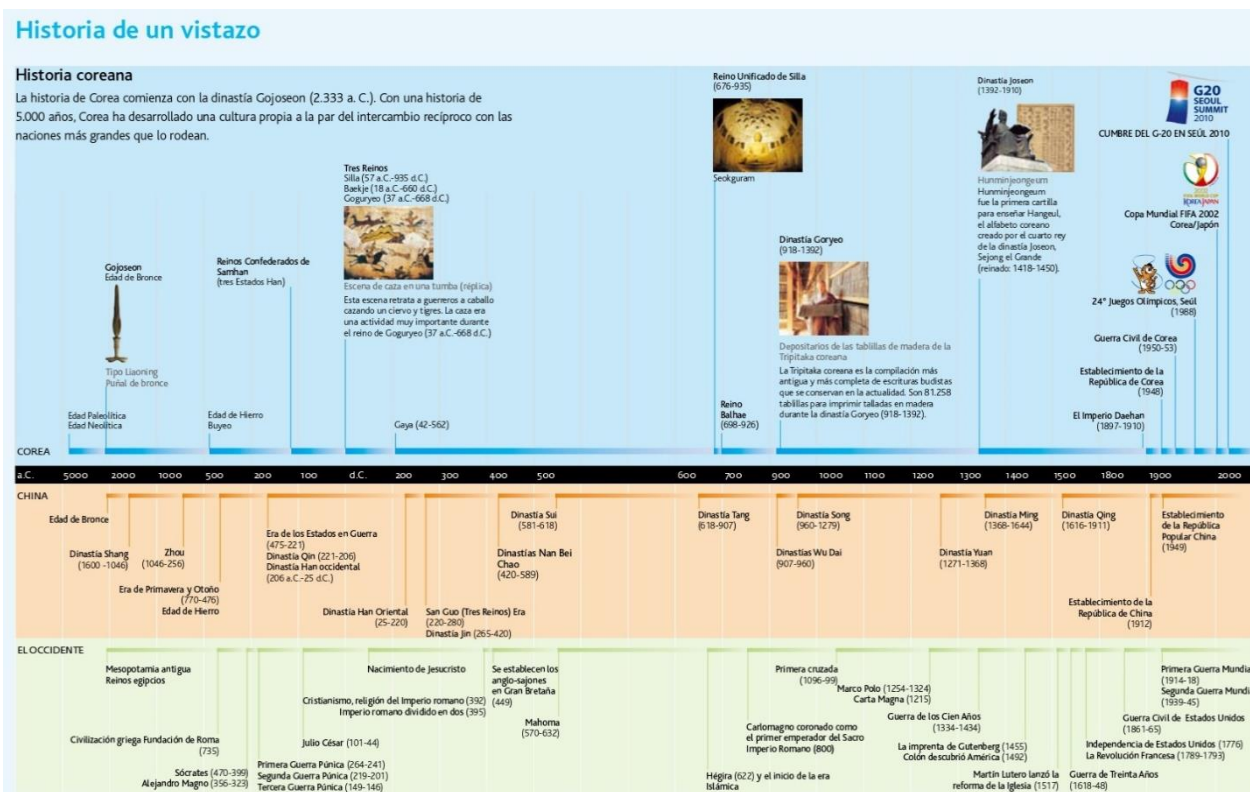 Historia de un vistazo
Historia coreana
La historia de Corea comienza con la dinastía Gojoseon (2.333 a. C.). Con una historia de
5.000 años, Corea ha desarrollado una cultura propia a la par del intercambio recíproco con las
naciones más grandes que lo rodean.
Gojoseon
Edad de Bronce
Tipo Liaoning
Puñal de bronce
Edad Paleolítica
Edad Neolítica
Reinos Confederados de
Samhan
(tres Estados Han)
Edad de Hierro
Buyeo
Tres Reinos
Silla (57 a.C.-935 d.C.)
Baekje (18 a.C.-660 d.C.)
Goguryeo (37 a.C.-668 d.C.)
Escena de caza en una tumba (réplica)
Esta escena retrata a guerreros a caballo
cazando un ciervo y tigres. La caza era
una actividad muy importante durante
el reino de Goguryeo (37 a.C.-668 d.C.)
Gaya (42-562)
Reino Unificado de Silla
(676-935)
Seokguram
Reino
Balhae
(698-926)
Dinastía Goryeo
(918-1392)
Depositarios de las tablillas de madera de la
Tripitaka coreana
La Tripitaka coreana es la compilación más
antigua y más completa de escrituras budistas
que se conservan en la actualidad. Son 81.258
tablillas para imprimir talladas en madera
durante la dinastía Goryeo (918-1392).
Dinastía Joseon
(1392-1910)
Hunminjeongeum
Hunminjeongeum
fue la primera cartilla
para enseñar Hangeul,
el alfabeto coreano
creado por el cuarto rey
de la dinastía Joseon,
Sejong el Grande
(reinado: 1418-1450).
G20
SEOUL
SUMMIT
2010
CUMBRE DEL G-20 EN SEÚL 2010
KOREAJAPAN
Copa Mundial FIFA 2002
Corea/Japón
24° Juegos Olímpicos, Seúl
(1988)
Guerra Civil de Corea
(1950-53)
Establecimiento de la
República de Corea
(1948)
El Imperio Daehan
(1897-1910)
COREA
a.C. 5000 2000 1000 500 200 100 d.C. 200 300 400 500 600 700 900 1000 1100 1200 1300 1400 1500 1800 1900 2000
CHINA
Edad de Bronce
Dinastía Shang
(1600 -1046)
Zhou
(1046-256)
Era de Primavera y Otoño
(770-476)
Edad de Hierro
Era de los Estados en Guerra
(475-221)
Dinastía Qin (221-206)
Dinastía Han occidental
(206 a.C.-25 d.C.)
Dinastía Han Oriental
(25-220)
San Guo (Tres Reinos) Era
(220-280)
Dinastía Jin (265-420)
Dinastía Sui
(581-618)
Dinastías Nan Bei
Chao
(420-589)
Dinastía Tang
(618-907)
Dinastías Wu Dai
(907-960)
Dinastía Song
(960-1279)
Dinastía Yuan
(1271-1368)
Dinastía Ming
(1368-1644)
Dinastía Qing
(1616-1911)
Establecimiento de la
República de China
(1912)
Establecimiento
de la República
Popular China
(1949)
EL OCCIDENTE
Mesopotamia antigua
Reinos egipcios
Civilización griega Fundación de Roma
(735)
Sócrates (470-399)
Alejandro Magno (356-323)
Primera Guerra Púnica (264-241)
Segunda Guerra Púnica (219-201)
Tercera Guerra Púnica (149-146)
Julio César (101-44)
Nacimiento de Jesucristo
Cristianismo, religión del Imperio romano (392)
Imperio romano dividido en dos (395)
Se establecen los
anglo-sajones
en Gran Bretaña
(449)
Mahoma
(570-632)
Hégira (622) y el inicio de la era
Islámica
Carlomagno coronado como
el primer emperador del Sacro
Imperio Romano (800)
Primera cruzada
(1096-99)
Marco Polo (1254-1324)
Carta Magna (1215)
Guerra de los Cien Años
(1334-1434)
La imprenta de Gutenberg (1455)
Colón descubrió América (1492)
Martín Lutero lanzó la
reforma de la Iglesia (1517)
Guerra de Treinta Años
(1618-48)
Independencia de Estados Unidos (1776)
La Revolución Francesa (1789-1793)
Guerra Civil de Estados Unidos
(1861-65)
Primera Guerra Mundia
(1914-18)
Segunda Guerra Mundi
(1939-45)